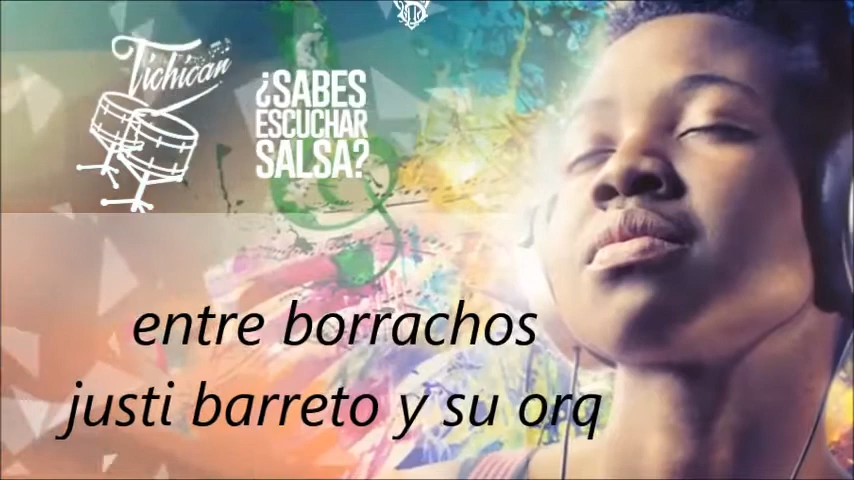 Tichican
¿SABES
ESCUCHAR
SALSA?
entre borrachos
justi barreto y su orq